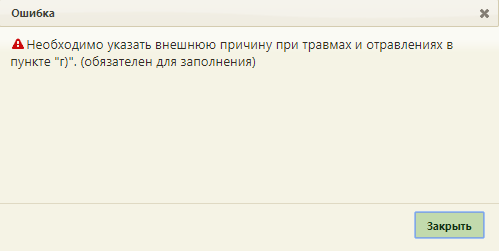 Ошибка
Необходимо указать внешнюю причину при травмах и отравлениях в
пункте "г)". (обязателен для заполнения)
Закрыть